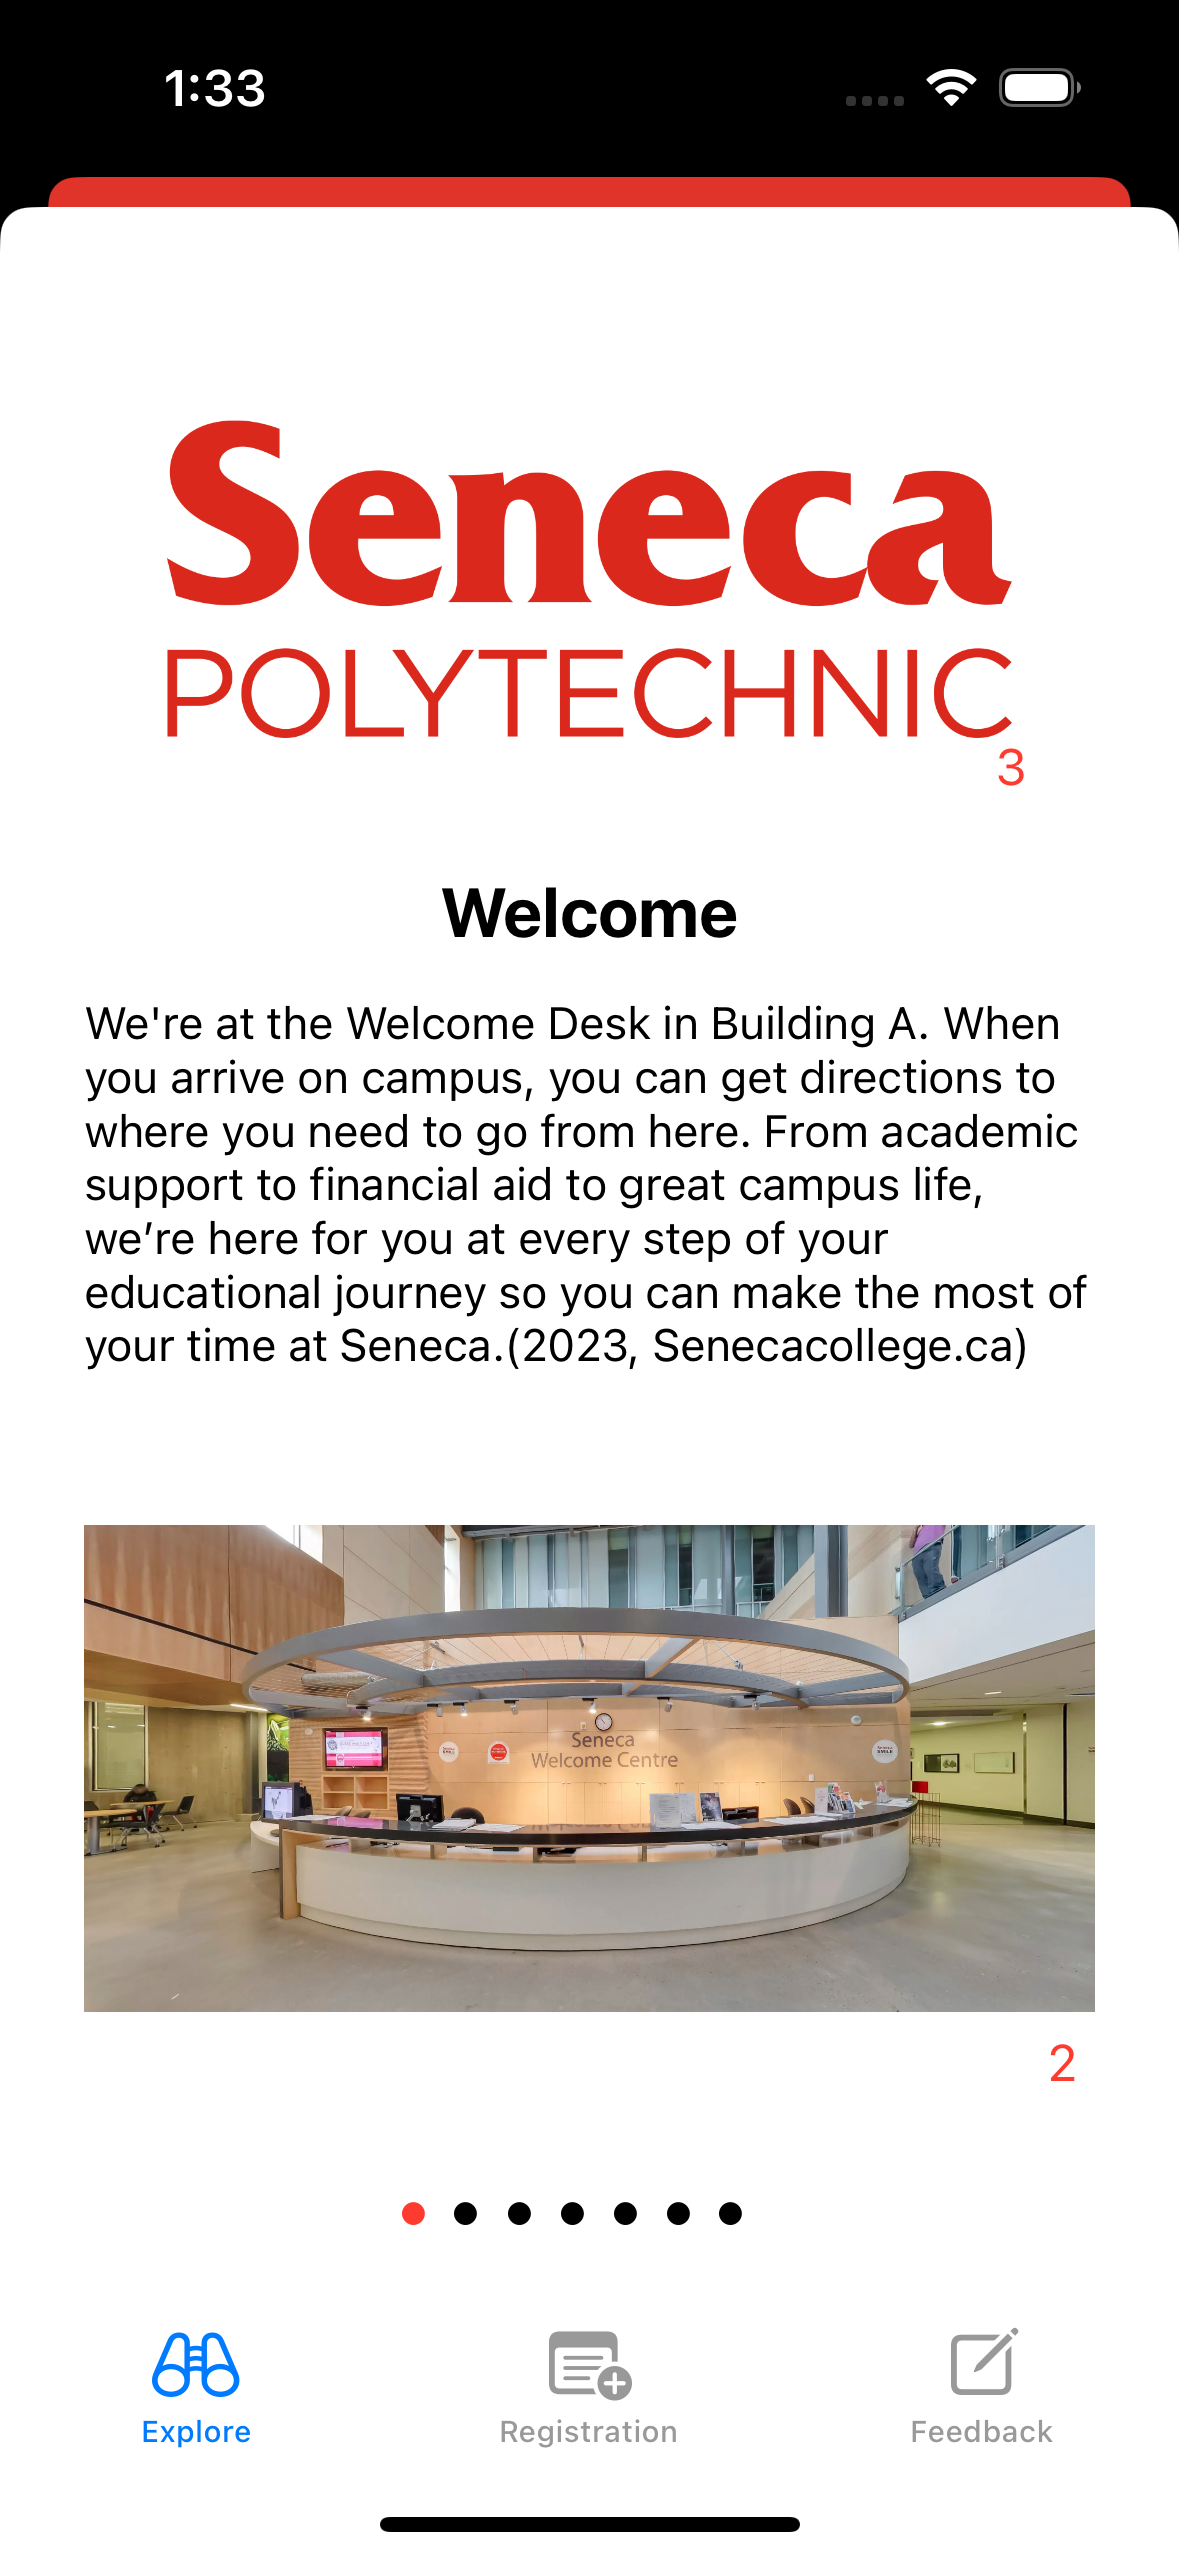 1:33
Seneca
POLYTECHNIC
3
Welcome
We're at the Welcome Desk in Building A. When
you arrive on campus, you can get directions to
where you need to go from here. From academic
support to financial aid to great campus life,
we’re here for you at every step of your
educational journey so you can make the most of
your time at Seneca.(2023, Senecacollege.ca)
Seneca
Welcome Centre
2
Explore
Registration
Feedback